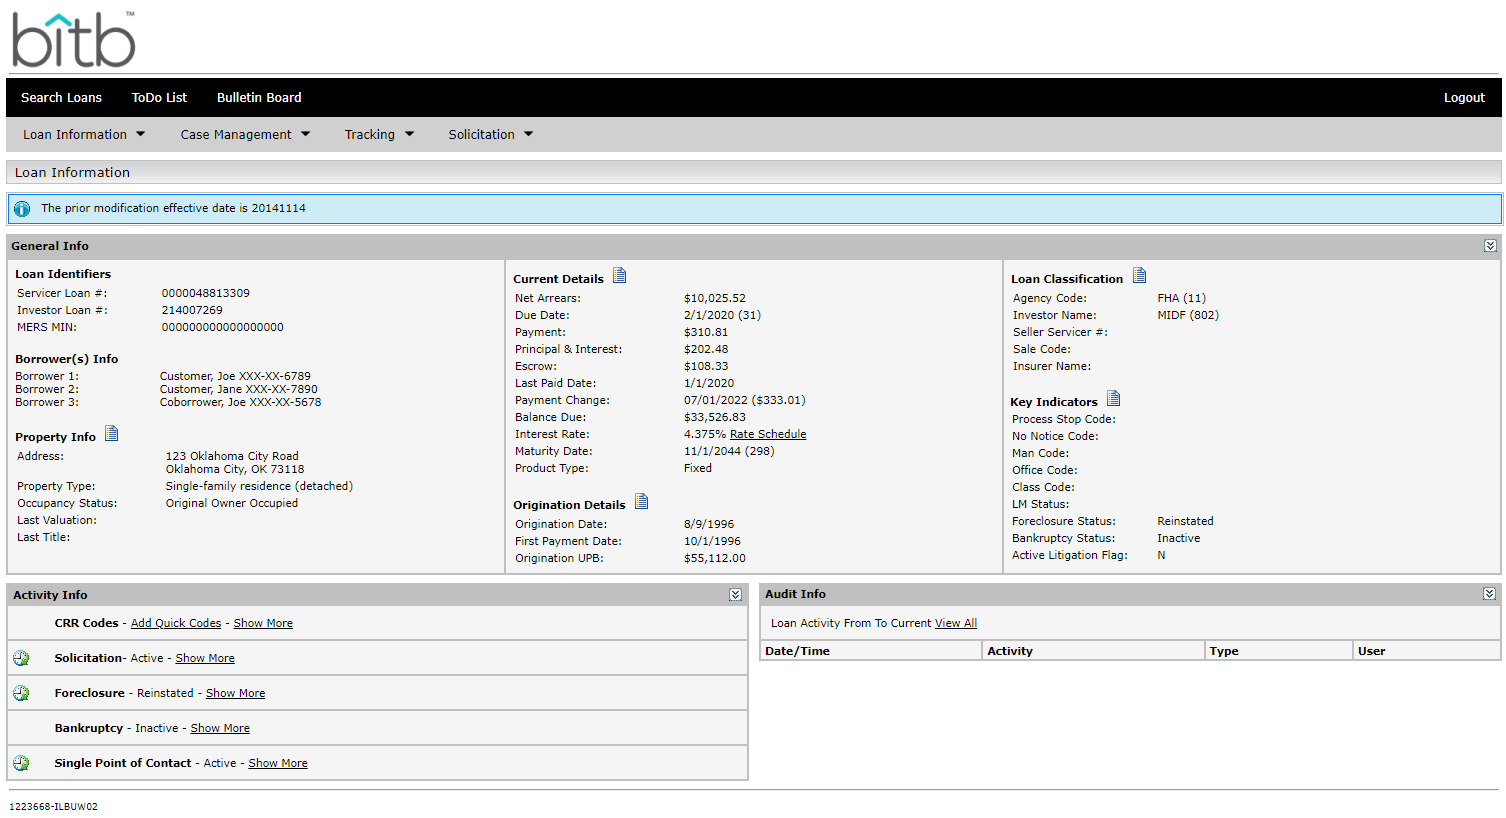 bitb™
Search Loans ToDo List Bulletin Board Logout
Loan Information Case Management Tracking Solicitation
Loan Information
The prior modification effective date is 20141114
General Info
Loan Identifiers
Servicer Loan #: 0000048813309
Investor Loan #: 214007269
MERS MIN: 000000000000000000
Borrower(s) Info
Borrower 1: Customer, Joe XXX-XX-6789
Borrower 2: Customer, Jane XXX-XX-7890
Borrower 3: Coborrower, Joe XXX-XX-5678
Property Info
Address: 123 Oklahoma City Road
Oklahoma City, OK 73118
Property Type: Single-family residence (detached)
Occupancy Status: Original Owner Occupied
Last Valuation:
Last Title:
Current Details
Net Arrears: $10,025.52
Due Date: 2/1/2020 (31)
Payment: $310.81
Principal & Interest: $202.48
Escrow: $108.33
Last Paid Date: 1/1/2020
Payment Change: 07/01/2022 ($333.01)
Balance Due: $33,526.83
Interest Rate: 4.375% Rate Schedule
Maturity Date: 11/1/2044 (298)
Product Type: Fixed
Origination Details
Origination Date: 8/9/1996
First Payment Date: 10/1/1996
Origination UPB: $55,112.00
Loan Classification
Agency Code: FHA (11)
Investor Name: MIDF (802)
Seller Servicer #:
Sale Code:
Insurer Name:
Key Indicators
Process Stop Code:
No Notice Code:
Man Code:
Office Code:
Class Code:
LM Status:
Foreclosure Status: Reinstated
Bankruptcy Status: Inactive
Active Litigation Flag: N
Activity Info
CRR Codes - Add Quick Codes - Show More
Solicitation- Active - Show More
Foreclosure - Reinstated - Show More
Bankruptcy - Inactive - Show More
Single Point of Contact - Active - Show More
Audit Info
Loan Activity From To Current View All
Date/Time Activity Type User
1223668-ILBUW02